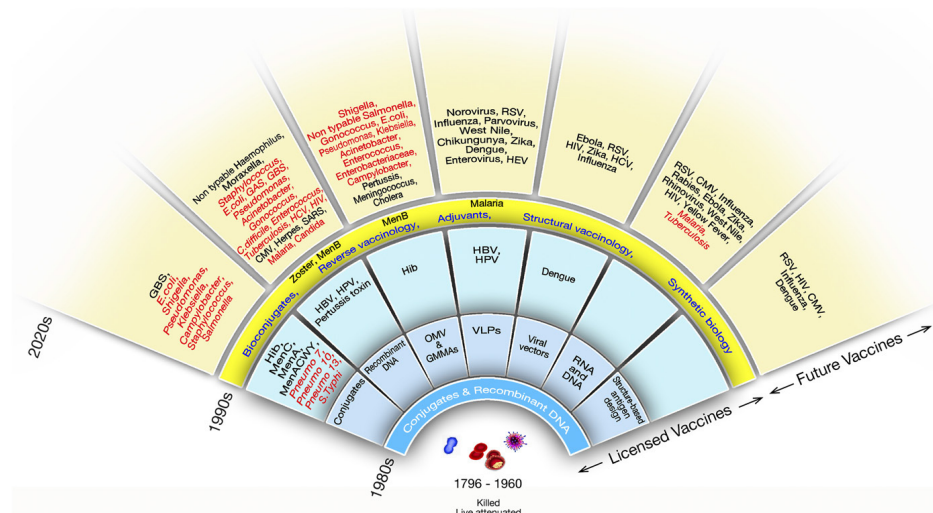 Non typable Haemophilus,
Moraxella,
Staphylococcus,
E.coli, GAS, GBS,
Pseudomonas,
Acinetobacter,
Gonococcus,
C.difficile, Enterococcus,
Tuberculosis, HCV, HIV,
CMV, Herpes, SARS,
Malaria, Candida
Shigella,
Non typable Salmonella,
Gonococcus, E.coli,
Pseudomonas, Klebsiella,
Acinetobacter
Enterococcus,
Enterobacteriaceae,
Campylobacter,
Pertussis,
Meningococcus,
Cholera
Norovirus, RSV,
Influenza, Parvovirus,
West Nile,
Chikungunya, Zika,
Dengue,
Enterovirus, HEV
Ebola, RSV,
HIV, Zika, HCV,
Influenza
RSV, CMV, Influenza,
Rabies, Ebola, Zika,
Rhinovirus, West Nile,
HIV, Yellow Fever,
Malaria,
Tuberculosis
GBS,
E.coli,
Shigella,
Pseudomonas,
Klebsiella,
Campylobacter,
Staphylococcus,
Salmonella
RSV, HIV, CMV,
Influenza,
Dengue
Zoster, MenB
MenB
Malaria
Bioconjugates, Reverse vaccinology, Adjuvants, Structural vaccinology, Synthetic biology
Hib,
MenC,
MenA,
MenACWY,
Pneumo 7,
Pneumo 10,
Pneumo 13,
S.Typhi
HBV, HPV,
Pertussis toxin
Hib
HBV,
HPV
Dengue
Conjugates
Recombinant
DNA
OMV
&
GMMAs
VLPs
Viral
vectors
RNA
and
DNA
Structure-based
antigen
design
Conjugates & Recombinant DNA
2020s
1990s
1980s
Future Vaccines
Licensed Vaccines
1796 - 1960
Killed
Live attenuated